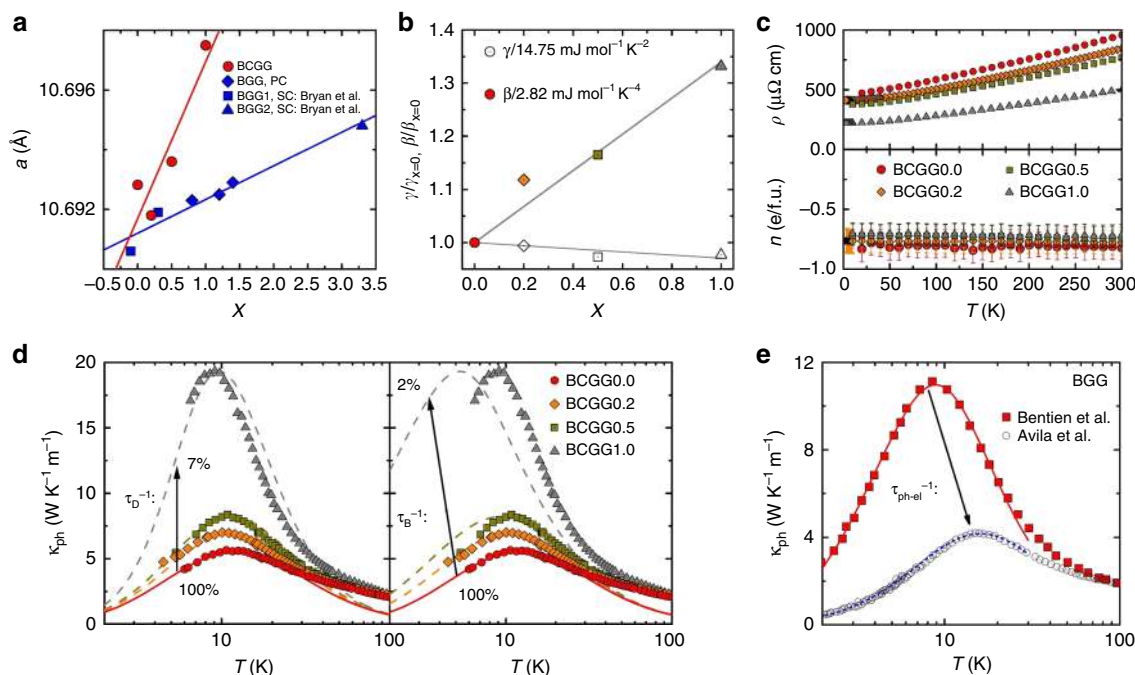 a
BCGG
BGG, PC
BGG1, SC: Bryan et al.
BGG2, SC: Bryan et al.
10.696
10.692
a (Å)
−0.5 0.0 0.5 1.0 1.5 2.0 2.5 3.0 3.5
X
b
γ/14.75 mJ mol⁻¹ K⁻²
β/2.82 mJ mol⁻¹ K⁻⁴
1.4
1.3
1.2
1.1
1.0
γ/γₓ₌₀, β/βₓ₌₀
0.0 0.2 0.4 0.6 0.8 1.0
X
c
1000
500
0.0
ρ (μΩ cm)
BCGG0.0 BCGG0.5
BCGG0.2 BCGG1.0
−0.5
−1.0
n (e/f.u.)
0 50 100 150 200 250 300
T (K)
d
20
15
10
5
0
κph (W K⁻¹ m⁻¹)
7%
τD⁻¹:
100%
10 100
T (K)
2%
τB⁻¹:
100%
BCGG0.0
BCGG0.2
BCGG0.5
BCGG1.0
10 100
T (K)
e
BGG
Bentien et al.
Avila et al.
12
8
4
0
κph (W K⁻¹ m⁻¹)
τph-el⁻¹:
10 100
T (K)